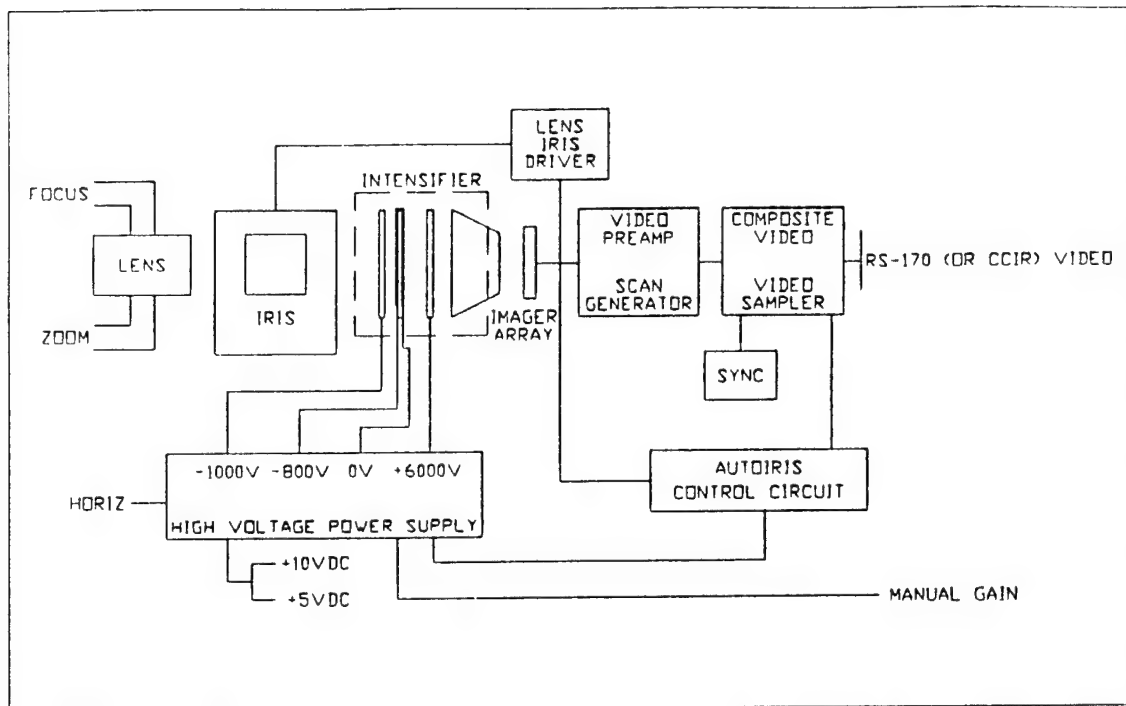 LENS
IRIS
DRIVER
INTENSIFIER
FOCUS
LENS
ZOOM
IRIS
IMAGER
ARRAY
VIDEO
PREAMP
SCAN
GENERATOR
COMPOSITE
VIDEO
VIDEO
SAMPLER
RS-170 (OR CCIR) VIDEO
SYNC
-1000V -800V 0V +6000V
HORIZ
HIGH VOLTAGE POWER SUPPLY
AUTOIRIS
CONTROL CIRCUIT
+10VDC
+5VDC
MANUAL GAIN